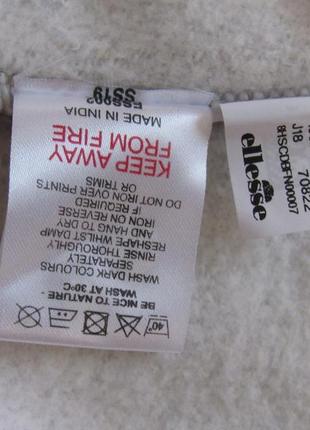 40°
BE NICE TO NATURE -
WASH AT 30°C
WASH DARK COLOURS
SEPARATELY
RINSE THOROUGHLY
RESHAPE WHILST DAMP
HANG TO DRY
IRON ON REVERSE
IF REQUIRED
DO NOT IRON OVER PRINTS
OR TRIMS
KEEP AWAY
FROM FIRE
MADE IN INDIA
SS19
ellesse
J18
70822